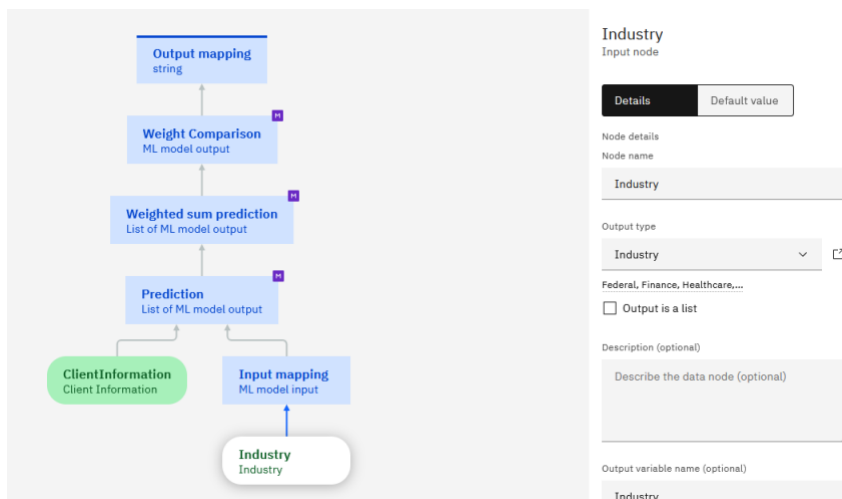 Output mapping
string
M
Weight Comparison
ML model output
M
Weighted sum prediction
List of ML model output
M
Prediction
List of ML model output
ClientInformation
Client Information
Input mapping
ML model input
Industry
Industry
Industry
Input node
Details
Default value
Node details
Node name
Industry
Output type
Industry
Federal, Finance, Healthcare,...
Output is a list
Description (optional)
Describe the data node (optional)
Output variable name (optional)
Industry